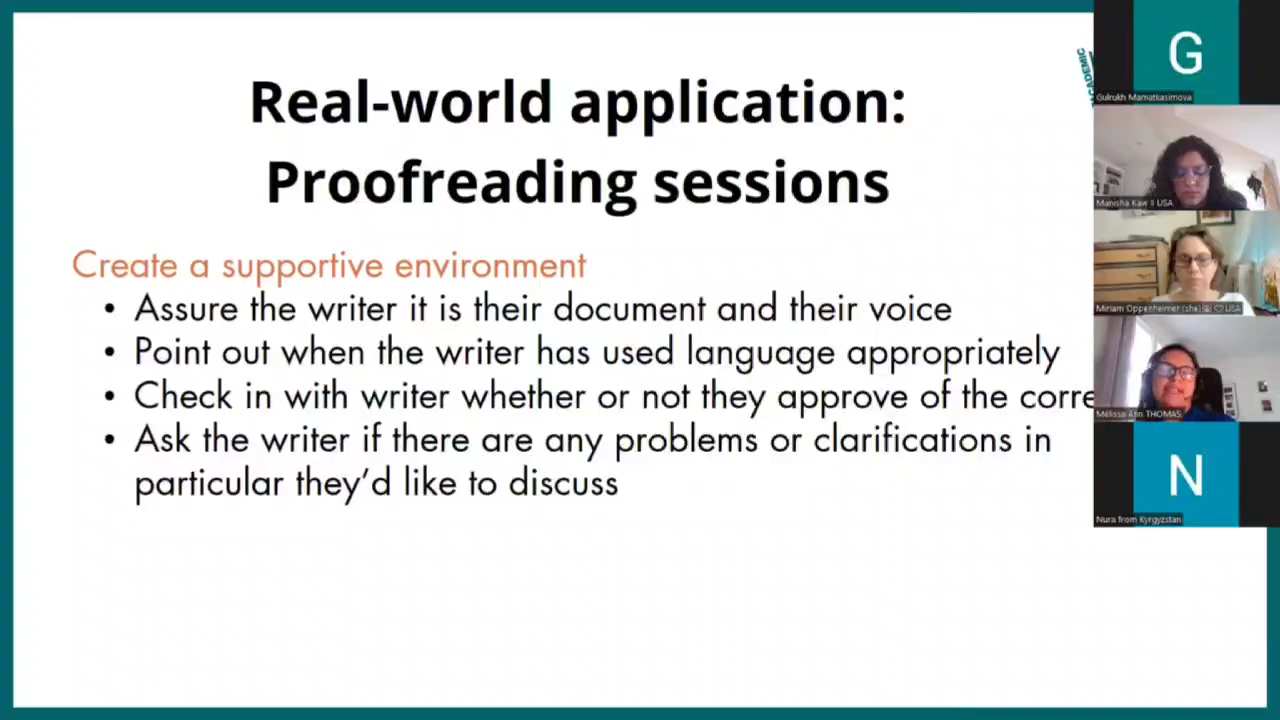 Real-world application:
Proofreading sessions
Create a supportive environment
• Assure the writer it is their document and their voice
• Point out when the writer has used language appropriately
• Check in with writer whether or not they approve of the corre
• Ask the writer if there are any problems or clarifications in
particular they’d like to discuss
ACADEMIC
G
Gulrukh Mamatkasimova
Manisha Kaw II USA
Miriam Oppenheimer (she) USA
Mélissa Ann THOMAS
N
Nura from Kyrgyzstan